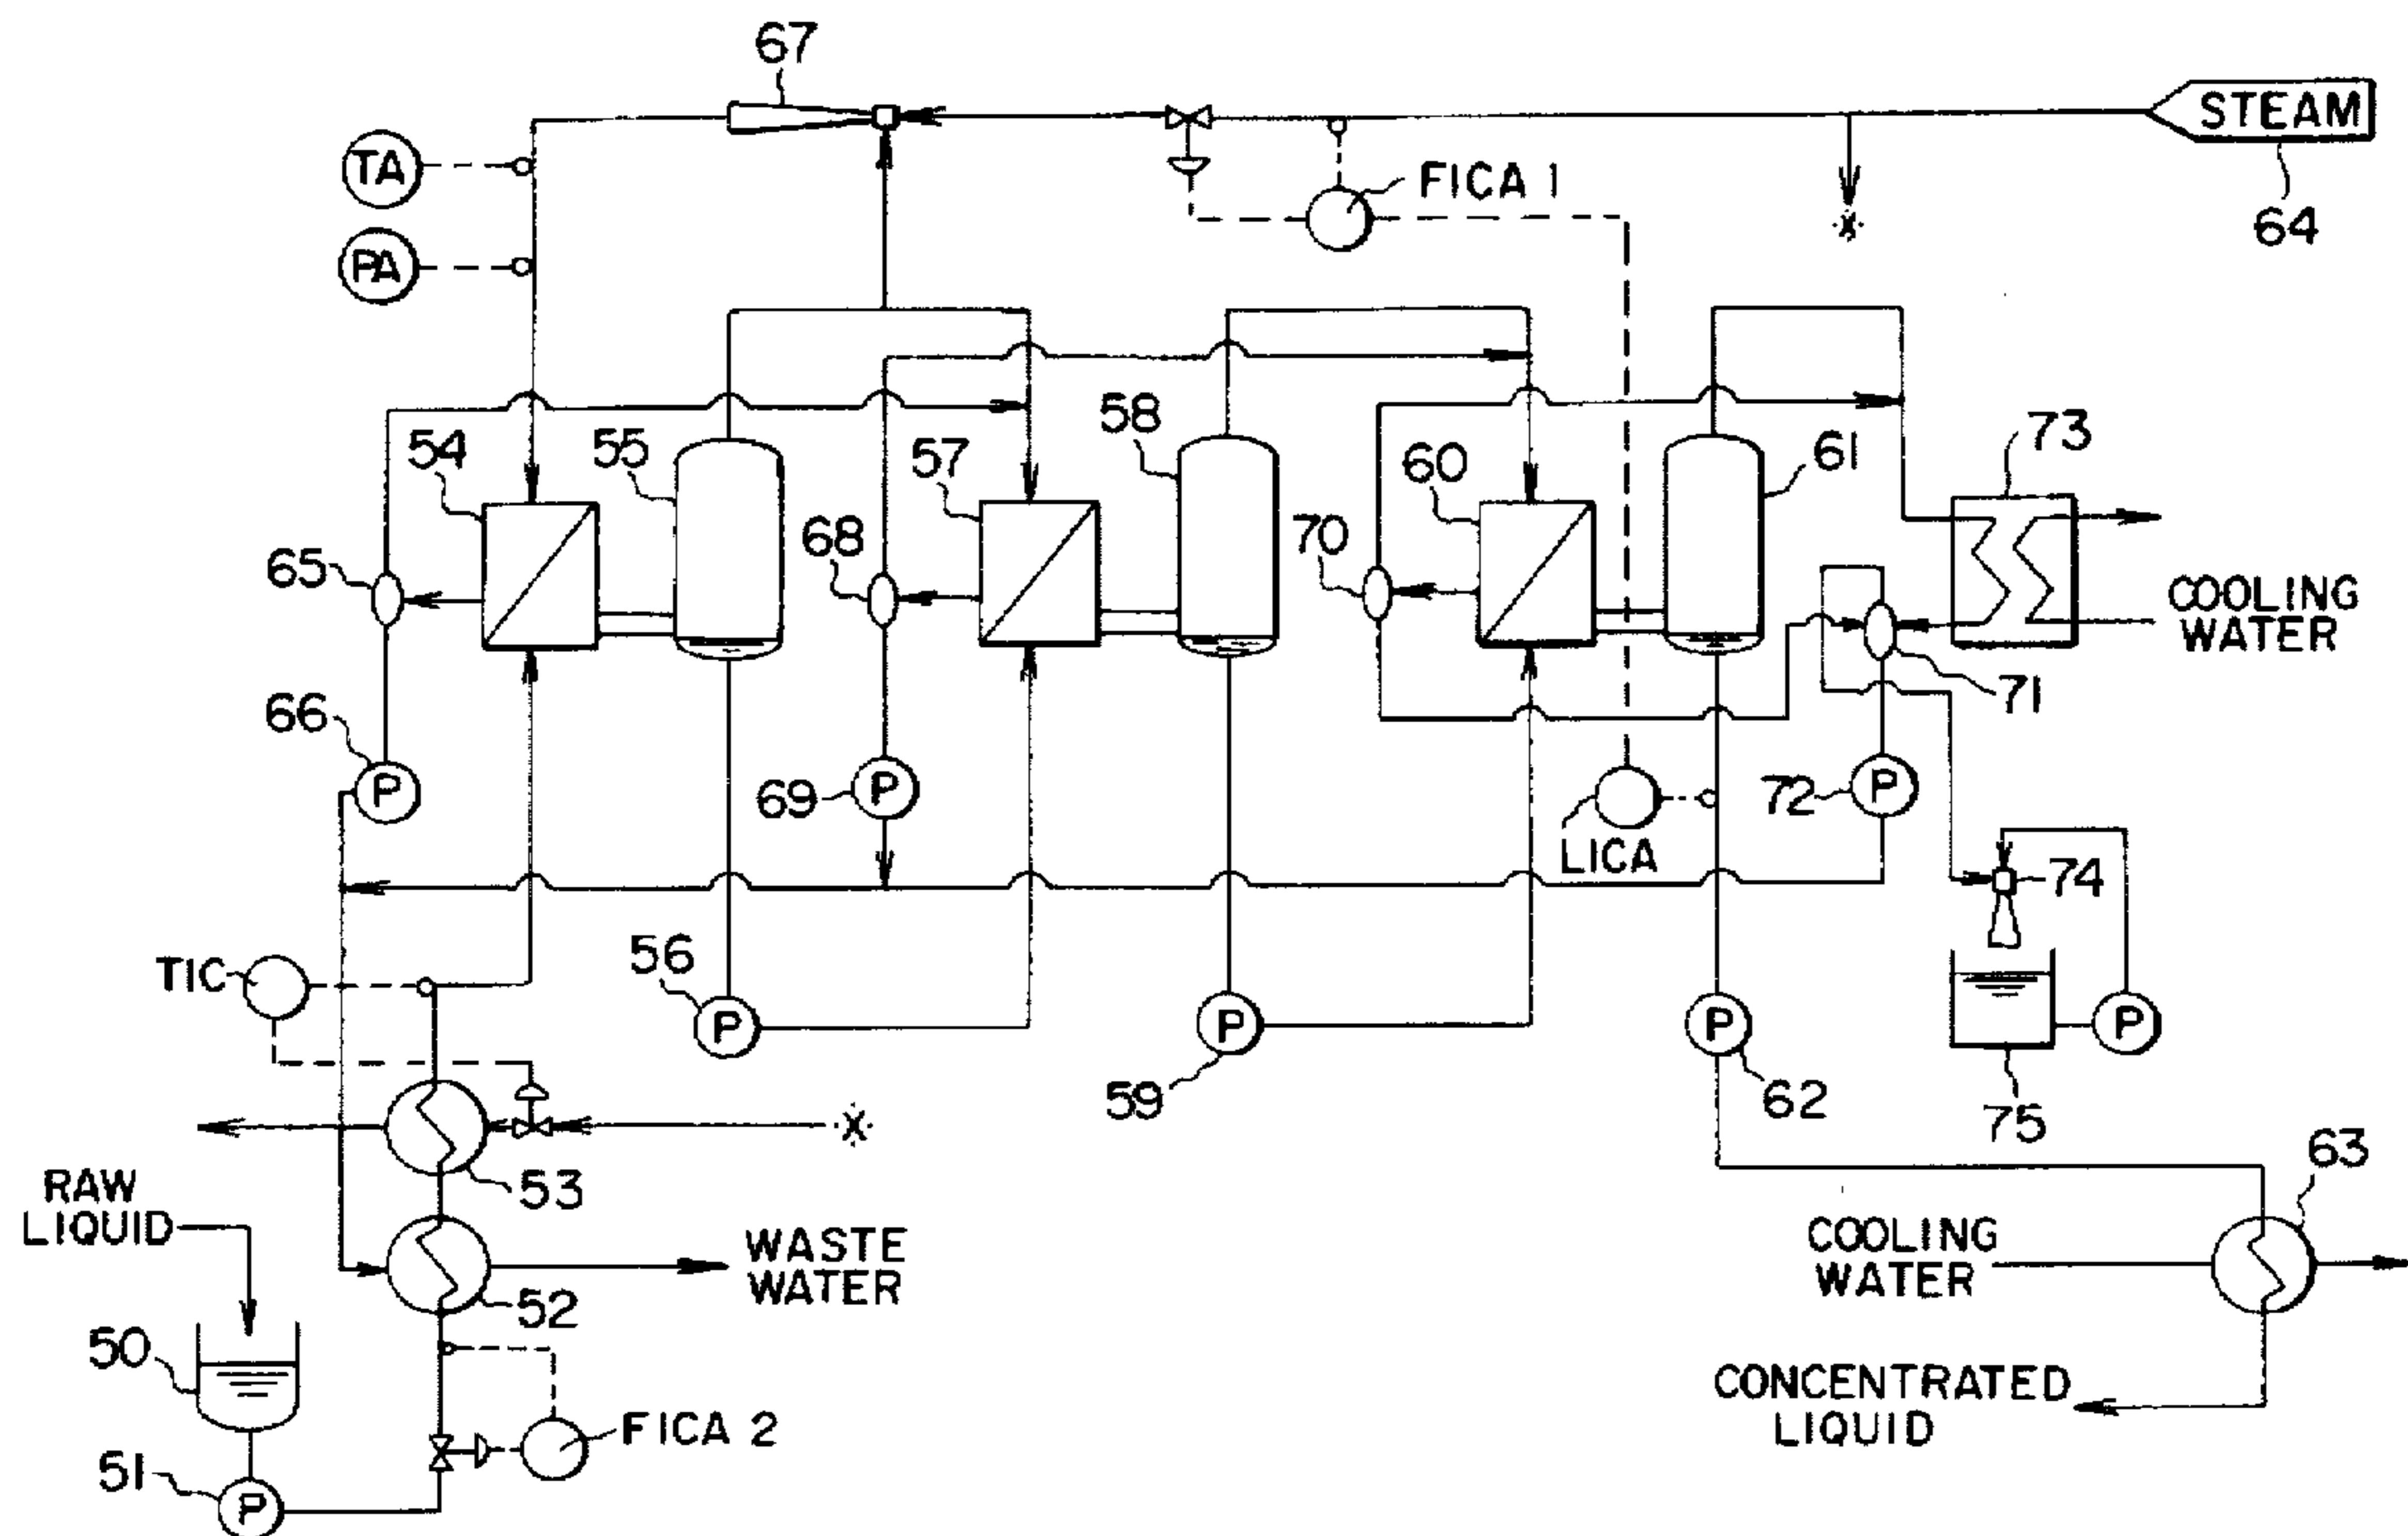 67
STEAM
TA
FICA 1
64
PA
54
55
57
58
60
61
73
65
68
70
COOLING
WATER
71
66
P
69
P
72
P
LICA
74
TIC
56
P
59
P
62
P
P
75
*
*
53
RAW
LIQUID
WASTE
WATER
52
COOLING
WATER
63
50
FICA 2
CONCENTRATED
LIQUID
51
P